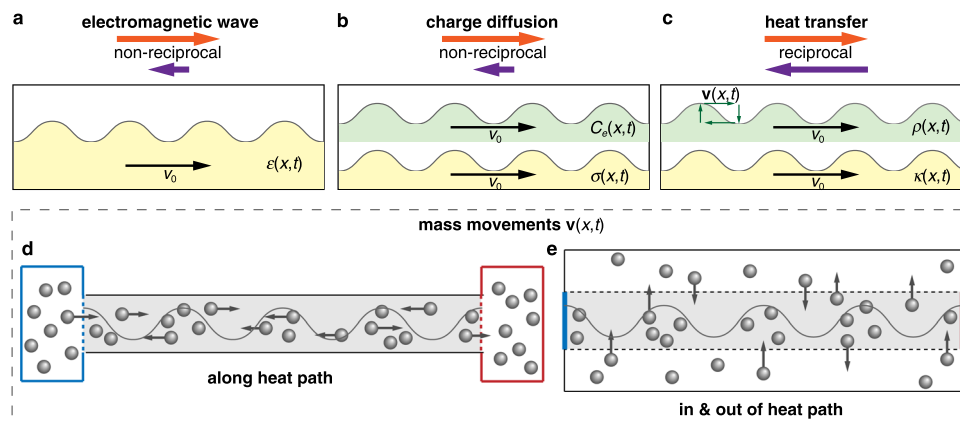 a
electromagnetic wave
non-reciprocal
v₀
ε(x,t)
b
charge diffusion
non-reciprocal
Cₑ(x,t)
v₀
σ(x,t)
v₀
c
heat transfer
reciprocal
v(x,t)
ρ(x,t)
v₀
κ(x,t)
v₀
mass movements v(x,t)
d
along heat path
e
in & out of heat path